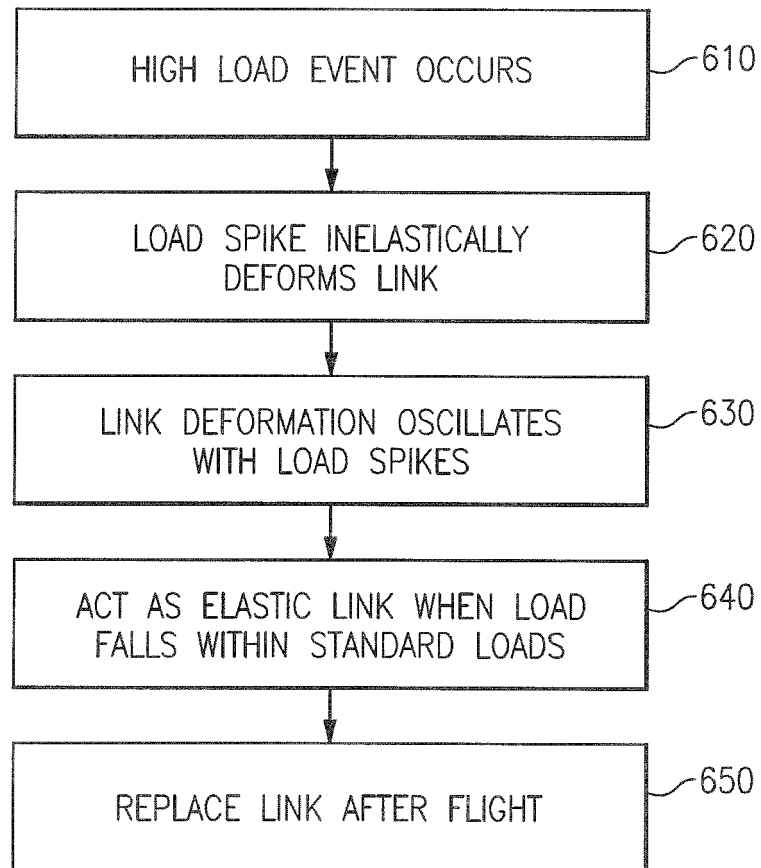 HIGH LOAD EVENT OCCURS
610
LOAD SPIKE INELASTICALLY
DEFORMS LINK
620
LINK DEFORMATION OSCILLATES
WITH LOAD SPIKES
630
ACT AS ELASTIC LINK WHEN LOAD
FALLS WITHIN STANDARD LOADS
640
REPLACE LINK AFTER FLIGHT
650